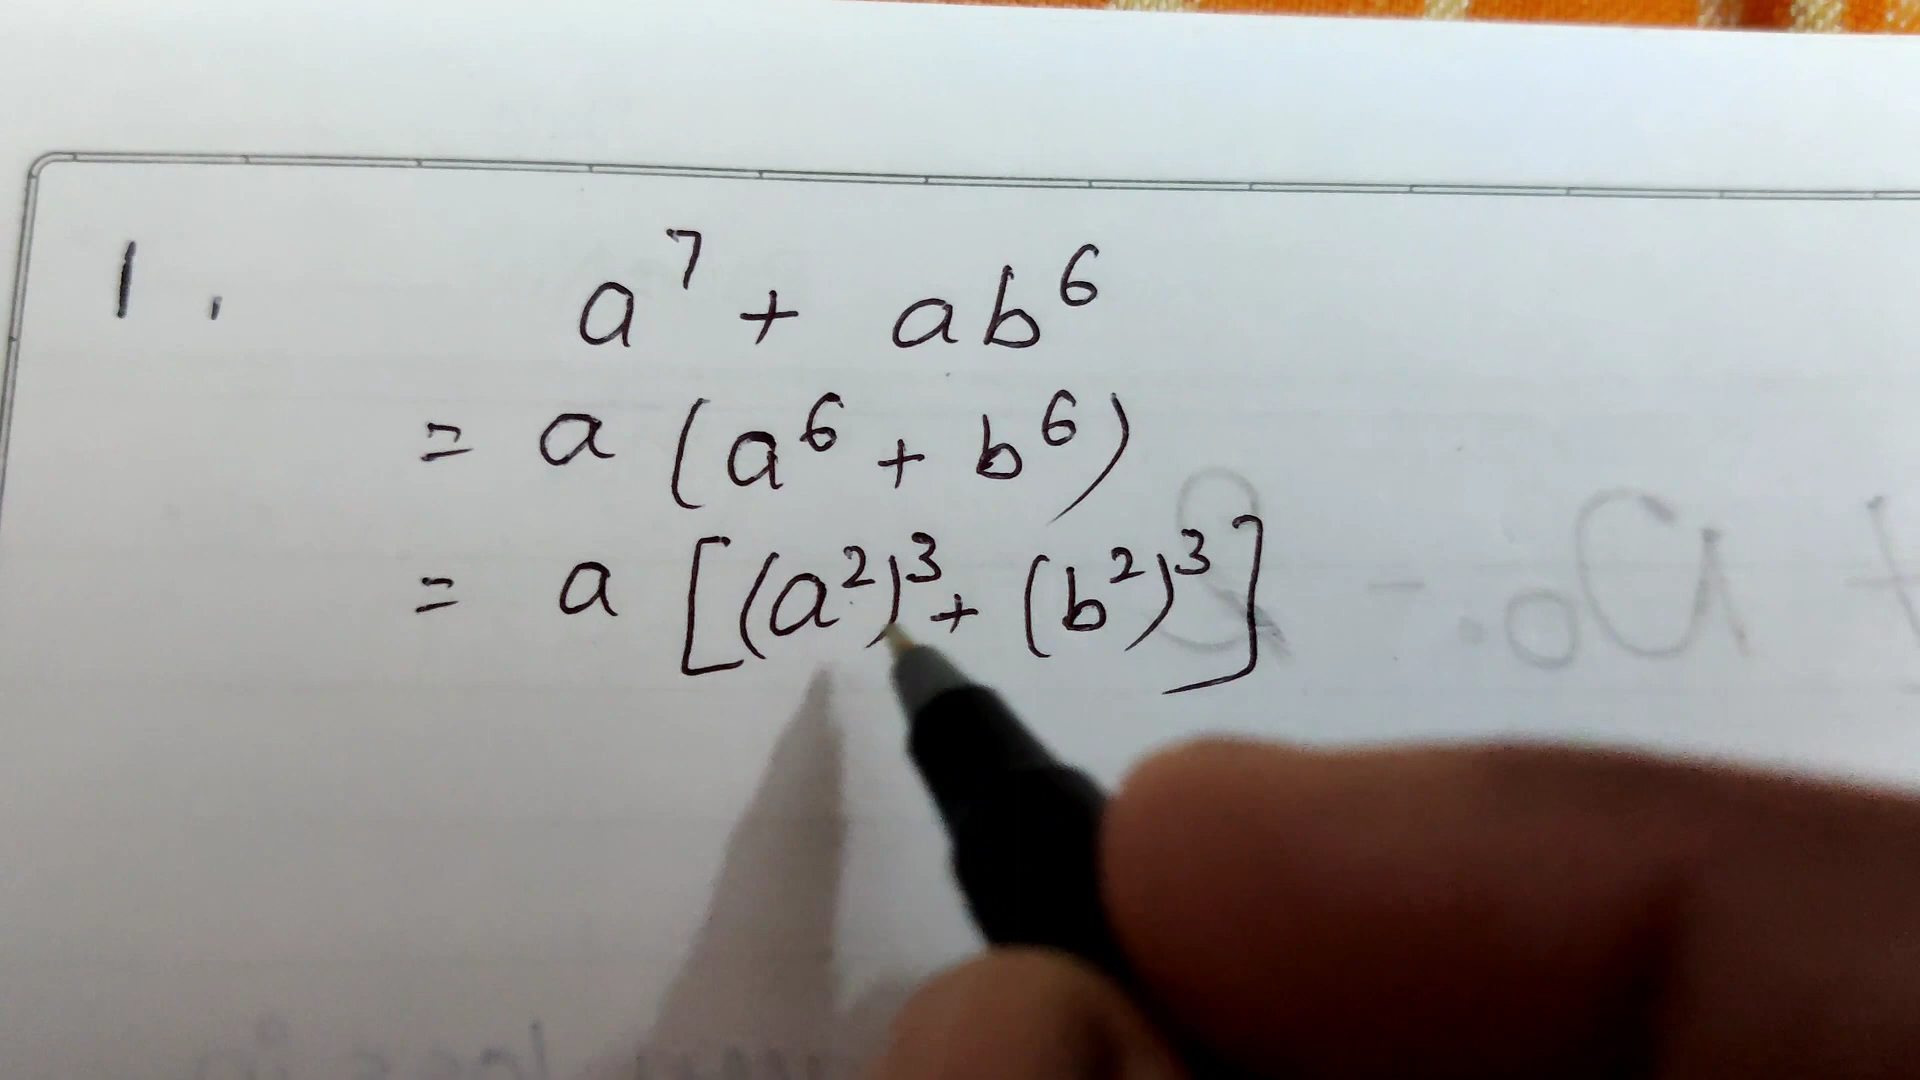 1. a⁷ + ab⁶
= a (a⁶ + b⁶)
= a [(a²)³ + (b²)³]